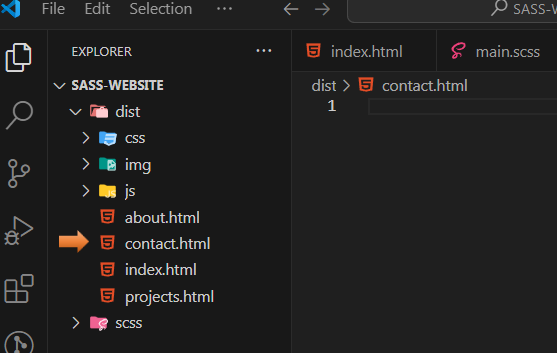 File Edit Selection ··· SASS-W
EXPLORER ···
index.html main.scss
SASS-WEBSITE
dist > contact.html
dist
1
css
img
js
about.html
contact.html
index.html
projects.html
scss